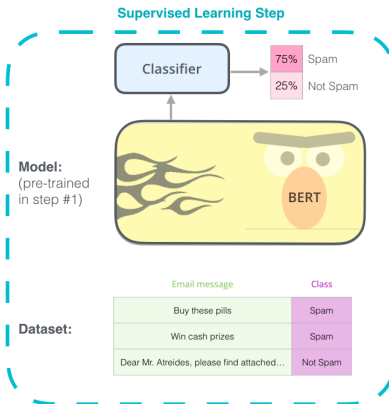 Supervised Learning Step
75% Spam
Classifier
25% Not Spam
Model:
(pre-trained
in step #1)
BERT
Email message Class
Buy these pills Spam
Dataset:
Win cash prizes Spam
Dear Mr. Atreides, please find attached... Not Spam